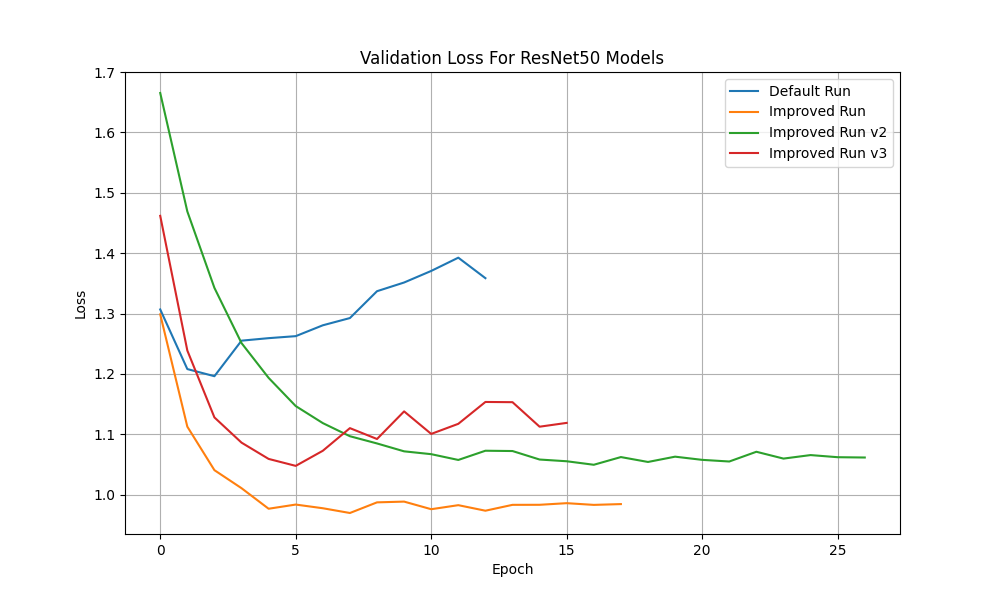 Validation Loss For ResNet50 Models
Default Run
Improved Run
Improved Run v2
Improved Run v3
1.7
1.6
1.5
1.4
1.3
1.2
1.1
1.0
Loss
0
5
10
15
20
25
Epoch